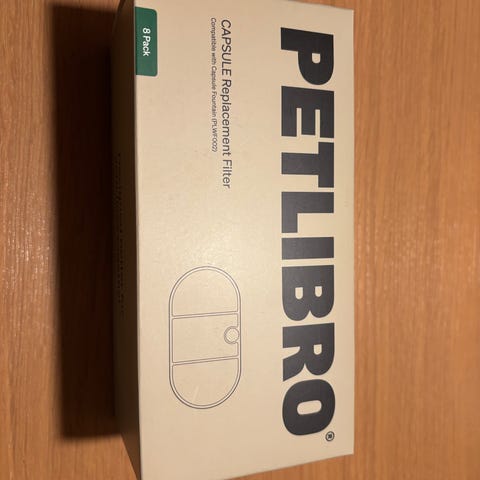 8 Pack
PETLIBRO®
CAPSULE Replacement Filter
Compatible with Capsule Fountain (PLWF002)